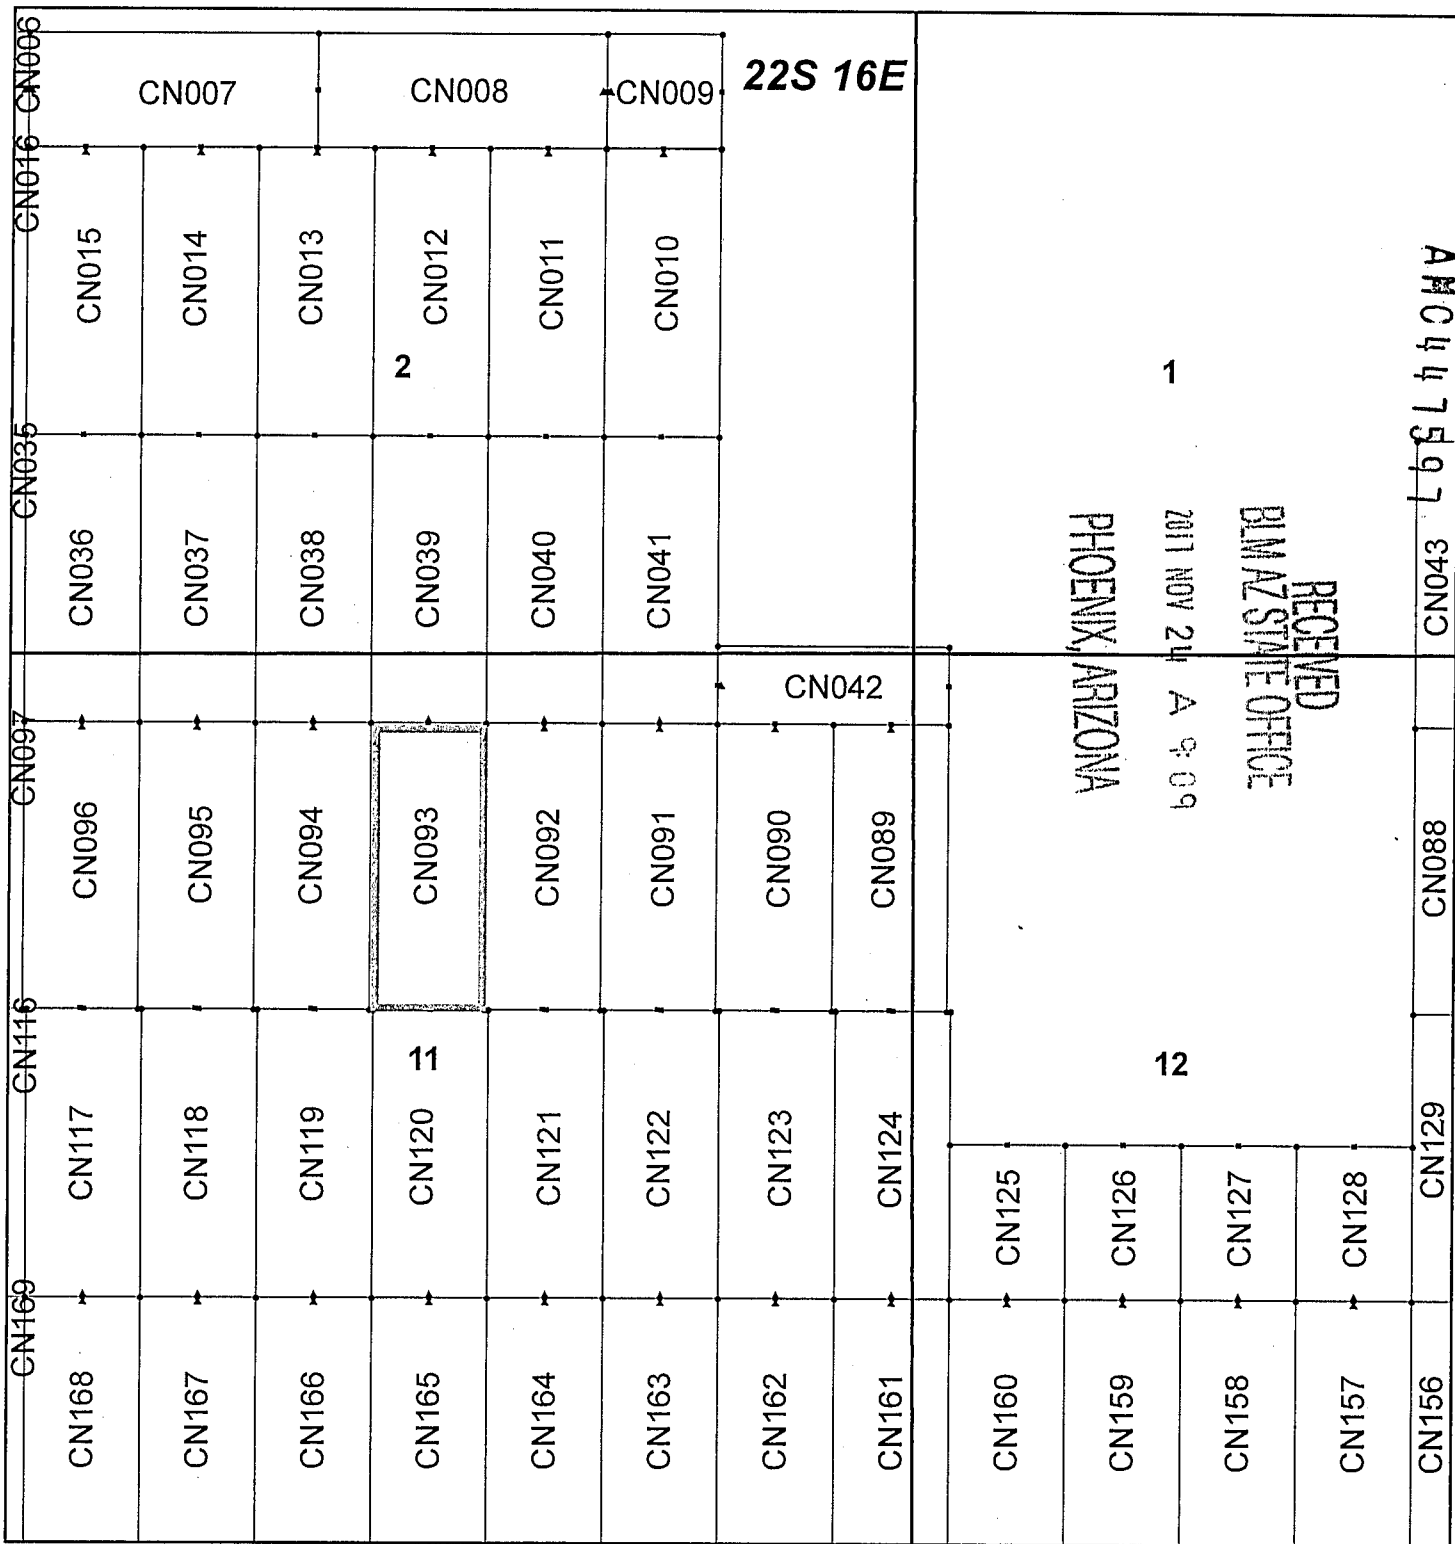 22S 16E
CN006
CN007
CN008
CN009
CN016
CN015
CN014
CN013
CN012
CN011
CN010
2
1
AMC447597
CN035
CN036
CN037
CN038
CN039
CN040
CN041
CN043
RECEIVED
BLM AZ STATE OFFICE
2017 NOV 24 A 9:09
PHOENIX, ARIZONA
CN042
CN097
CN096
CN095
CN094
CN093
CN092
CN091
CN090
CN089
CN088
CN116
11
12
CN117
CN118
CN119
CN120
CN121
CN122
CN123
CN124
CN125
CN126
CN127
CN128
CN129
CN169
CN168
CN167
CN166
CN165
CN164
CN163
CN162
CN161
CN160
CN159
CN158
CN157
CN156